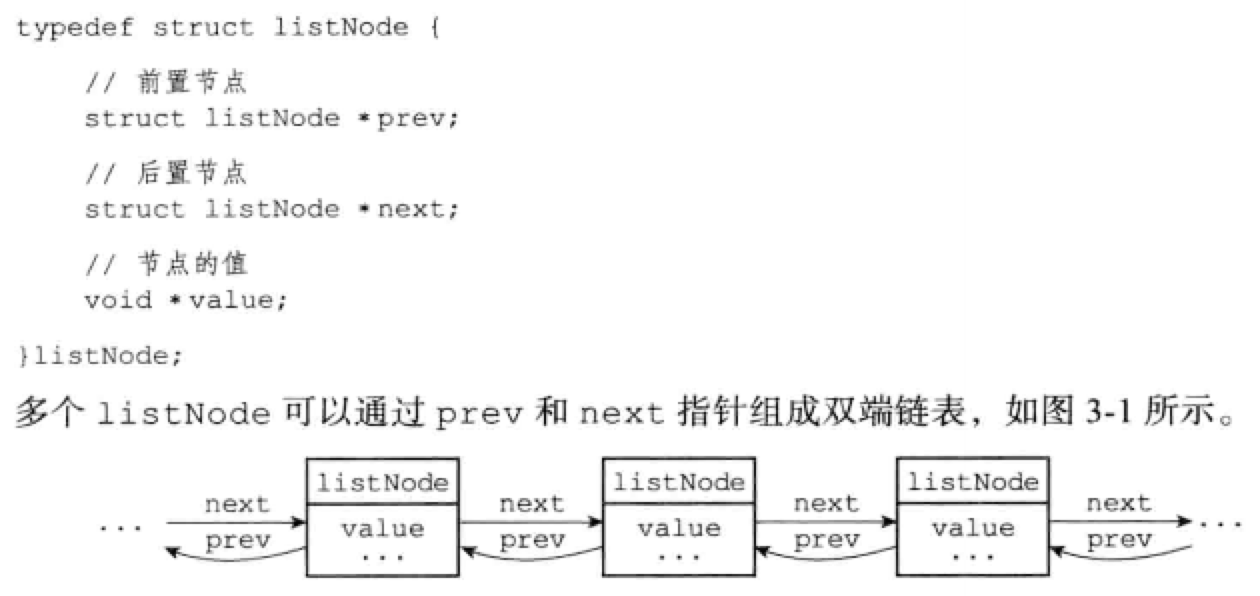 typedef struct listNode {
// 前置节点
struct listNode *prev;
// 后置节点
struct listNode *next;
// 节点的值
void *value;
}listNode;
多个 listNode 可以通过 prev 和 next 指针组成双端链表，如图 3-1 所示。
listNode listNode listNode
next next next next
... value value value ...
prev prev prev prev
... ... ...